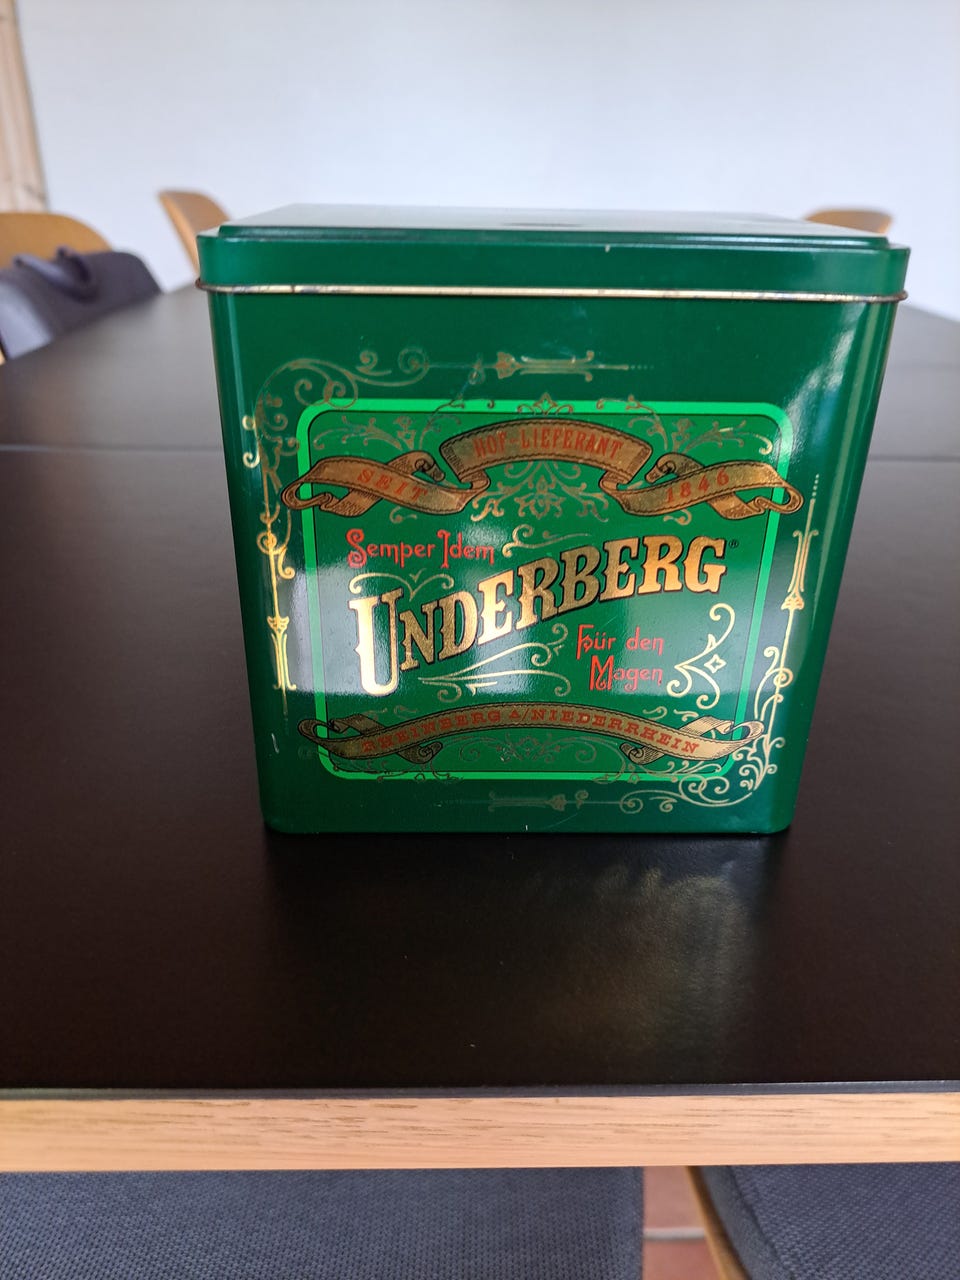 HOF-LIEFERANT
SEIT 1846
Semper Idem
UNDERBERG®
Für den
Magen
RHEINBERG A/NIEDERRHEIN